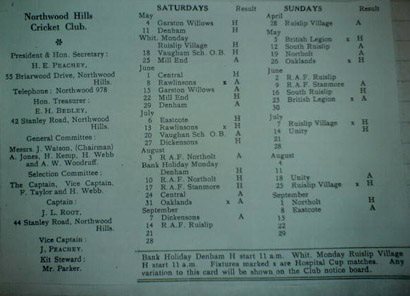 Northwood Hills
Cricket Club.
President & Hon. Secretary:
H. E. PEACHEY,
55 Briarwood Drive, Northwood
Hills.
Telephone: Northwood 978
Hon. Treasurer:
E. H. BEDLEY,
42 Stanley Road, Northwood
Hills.
General Committee:
Messrs. J. Watson, (Chairman)
A. Jones, H. Kemp, H. Webb
and A. W. Woodruff.
Selection Committee:
The Captain, Vice Captain,
F. Taylor and H. Webb.
Captain:
J. L. ROOT,
44 Stanley Road, Northwood
Hills.
Vice Captain:
J. PEACHEY.
Kit Steward:
Mr. Parker.
SATURDAYS Result
May
4 Garston Willows H
11 Denham H
Whit. Monday
Ruislip Village H
18 Vaughan Sch. O.B. H
25 Mill End A
June
1 Central H
8 Rawlinsons x A
15 Garston Willows A
22 Mill End H
29 Denham A
July
6 Eastcote H
13 Rawlinsons x H
20 Vaughan Sch. O.B. A
27 Dickensons H
August
3 R.A.F. Northolt A
Bank Holiday Monday
Denham H
10 R.A.F. Northolt H
17 R.A.F. Stanmore H
24 Central A
31 Oaklands x A
September
7 Dickensons A
14 R.A.F. Ruislip
21
28
SUNDAYS Result
April
28 Ruislip Village A
May
5 British Legion x H
12 South Ruislip A
19 Northolt A
26 Oaklands x H
June
2 R.A.F. Ruislip
9 R.A.F. Stanmore A
16 South Ruislip H
23 British Legion x A
30
July
7 Ruislip Village x H
14 Unity H
21
28
August
4
11
18 Unity A
25 Ruislip Village x H
September
1 Northolt H
8 Eastcote A
15
22
29
Bank Holiday Denham H start 11 a.m. Whit. Monday Ruislip Village
H start 11 a.m. Fixtures marked x are Hospital Cup matches. Any
variation to this card will be shown on the Club notice board.